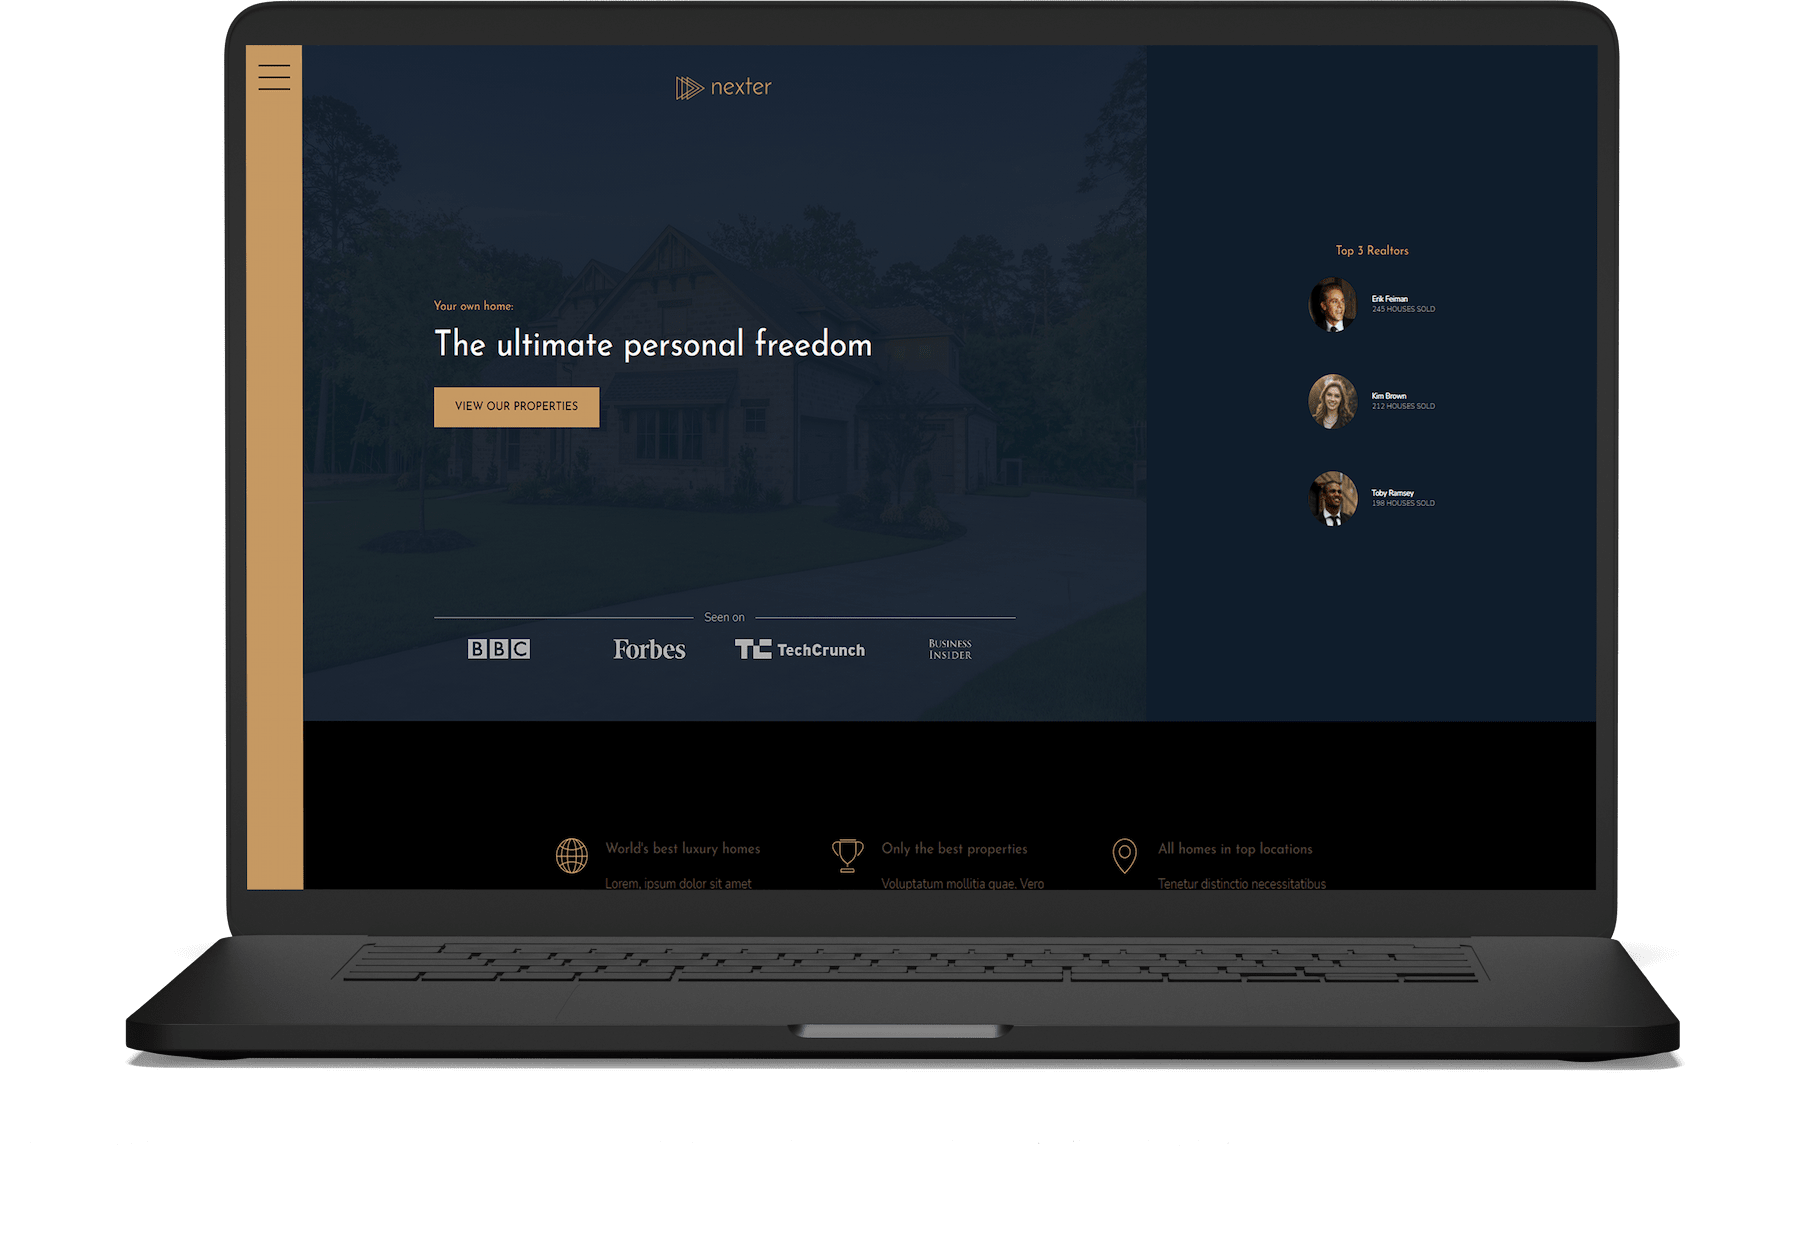 nexter
Your own home:
The ultimate personal freedom
VIEW OUR PROPERTIES
Seen on
BBC
Forbes
TC TechCrunch
BUSINESS
INSIDER
Top 3 Realtors
Erik Feiman
245 HOUSES SOLD
Kim Brown
212 HOUSES SOLD
Toby Ramsey
198 HOUSES SOLD
World's best luxury homes
Lorem, ipsum dolor sit amet
Only the best properties
Voluptatum mollitia quae. Vero
All homes in top locations
Tenetur distinctio necessitatibus